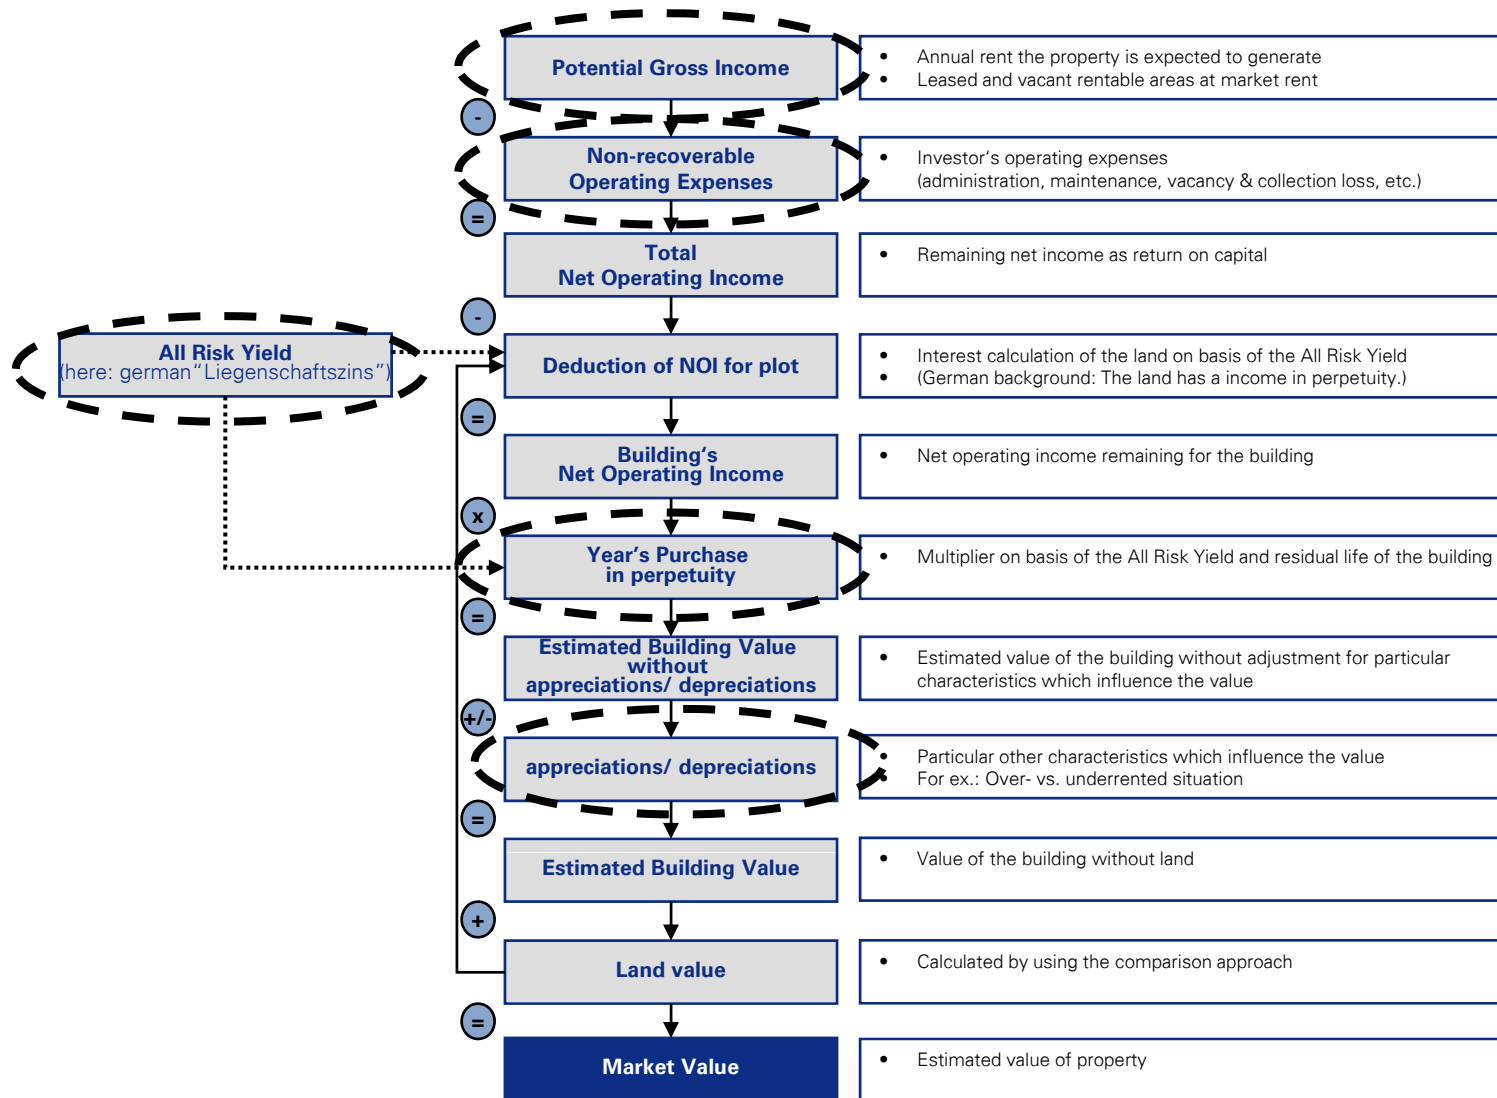 Potential Gross Income
• Annual rent the property is expected to generate
• Leased and vacant rentable areas at market rent
-
Non-recoverable
Operating Expenses
• Investor‘s operating expenses
(administration, maintenance, vacancy & collection loss, etc.)
=
Total
Net Operating Income
• Remaining net income as return on capital
-
All Risk Yield
(here: german“Liegenschaftszins”)
Deduction of NOI for plot
• Interest calculation of the land on basis of the All Risk Yield
• (German background: The land has a income in perpetuity.)
=
Building‘s
Net Operating Income
• Net operating income remaining for the building
x
Year’s Purchase
in perpetuity
• Multiplier on basis of the All Risk Yield and residual life of the building
=
Estimated Building Value
without
appreciations/ depreciations
• Estimated value of the building without adjustment for particular
characteristics which influence the value
+/-
appreciations/ depreciations
• Particular other characteristics which influence the value
• For ex.: Over- vs. underrented situation
=
Estimated Building Value
• Value of the building without land
+
Land value
• Calculated by using the comparison approach
=
Market Value
• Estimated value of property